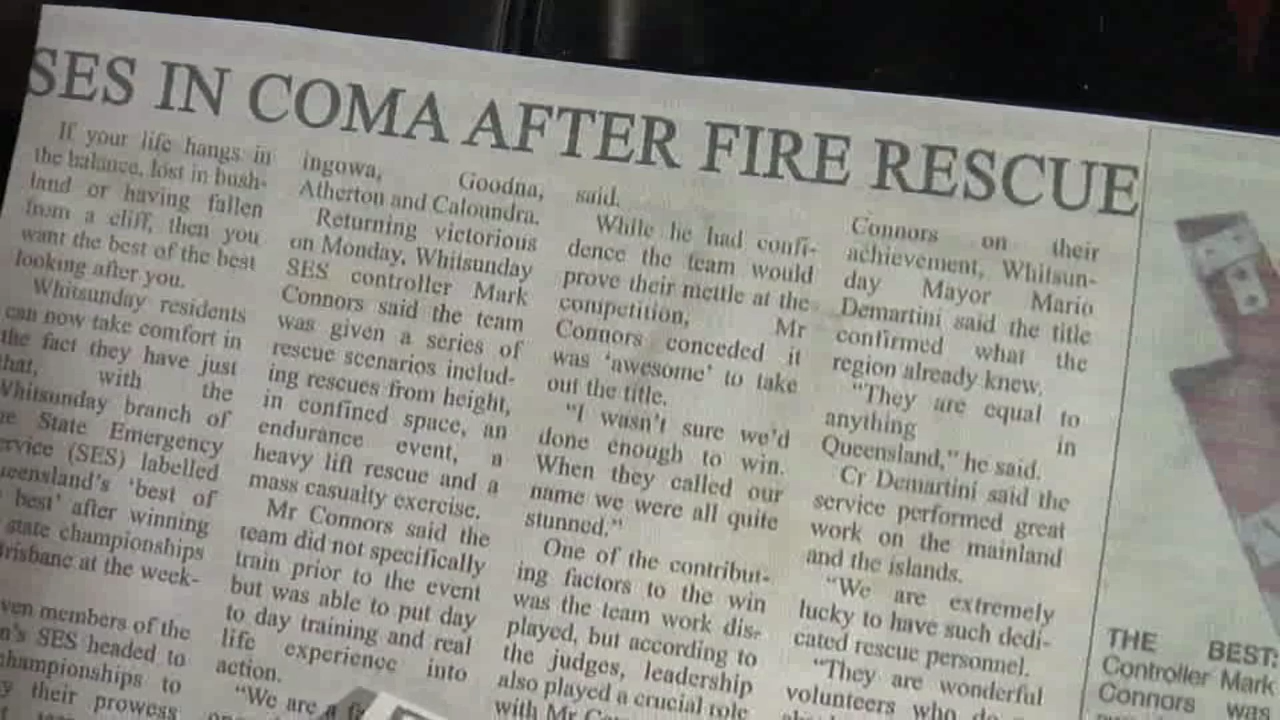 SES IN COMA AFTER FIRE RESCUE
If your life hangs in
the balance, lost in bush-
land or having fallen
from a cliff, then you
want the best of the best
looking after you.
Whitsunday residents
can now take comfort in
the fact they have just
that, with the
Whitsunday branch of
State Emergency
(SES) labelled
'best of
best' after winning
state championships
at the week-
members of the
SES headed to
championships to
their prowess
ingowa, Goodna,
Atherton and Caloundra.
Returning victorious
on Monday, Whitsunday
SES controller Mark
Connors said the team
was given a series of
rescue scenarios includ-
ing rescues from height,
in confined space, an
endurance event, a
heavy lift rescue and a
mass casualty exercise.
Mr Connors said the
team did not specifically
train prior to the event
but was able to put day
to day training and real
life experience into
action.
"We are a
said.
While he had confi-
dence the team would
prove their mettle at the
competition, Mr
Connors conceded it
was 'awesome' to take
out the title.
"I wasn't sure we'd
done enough to win.
When they called our
name we were all quite
stunned."
One of the contribut-
ing factors to the win
was the team work dis-
played, but according to
the judges, leadership
also played a crucial role
with Mr
Connors on their
achievement, Whitsun-
day Mayor Mario
Demartini said the title
confirmed what the
region already knew.
"They are equal to
anything in
Queensland," he said.
Cr Demartini said the
service performed great
work on the mainland
and the islands.
"We are extremely
lucky to have such dedi-
cated rescue personnel.
"They are wonderful
volunteers who
THE BEST:
Controller Mark
Connors was